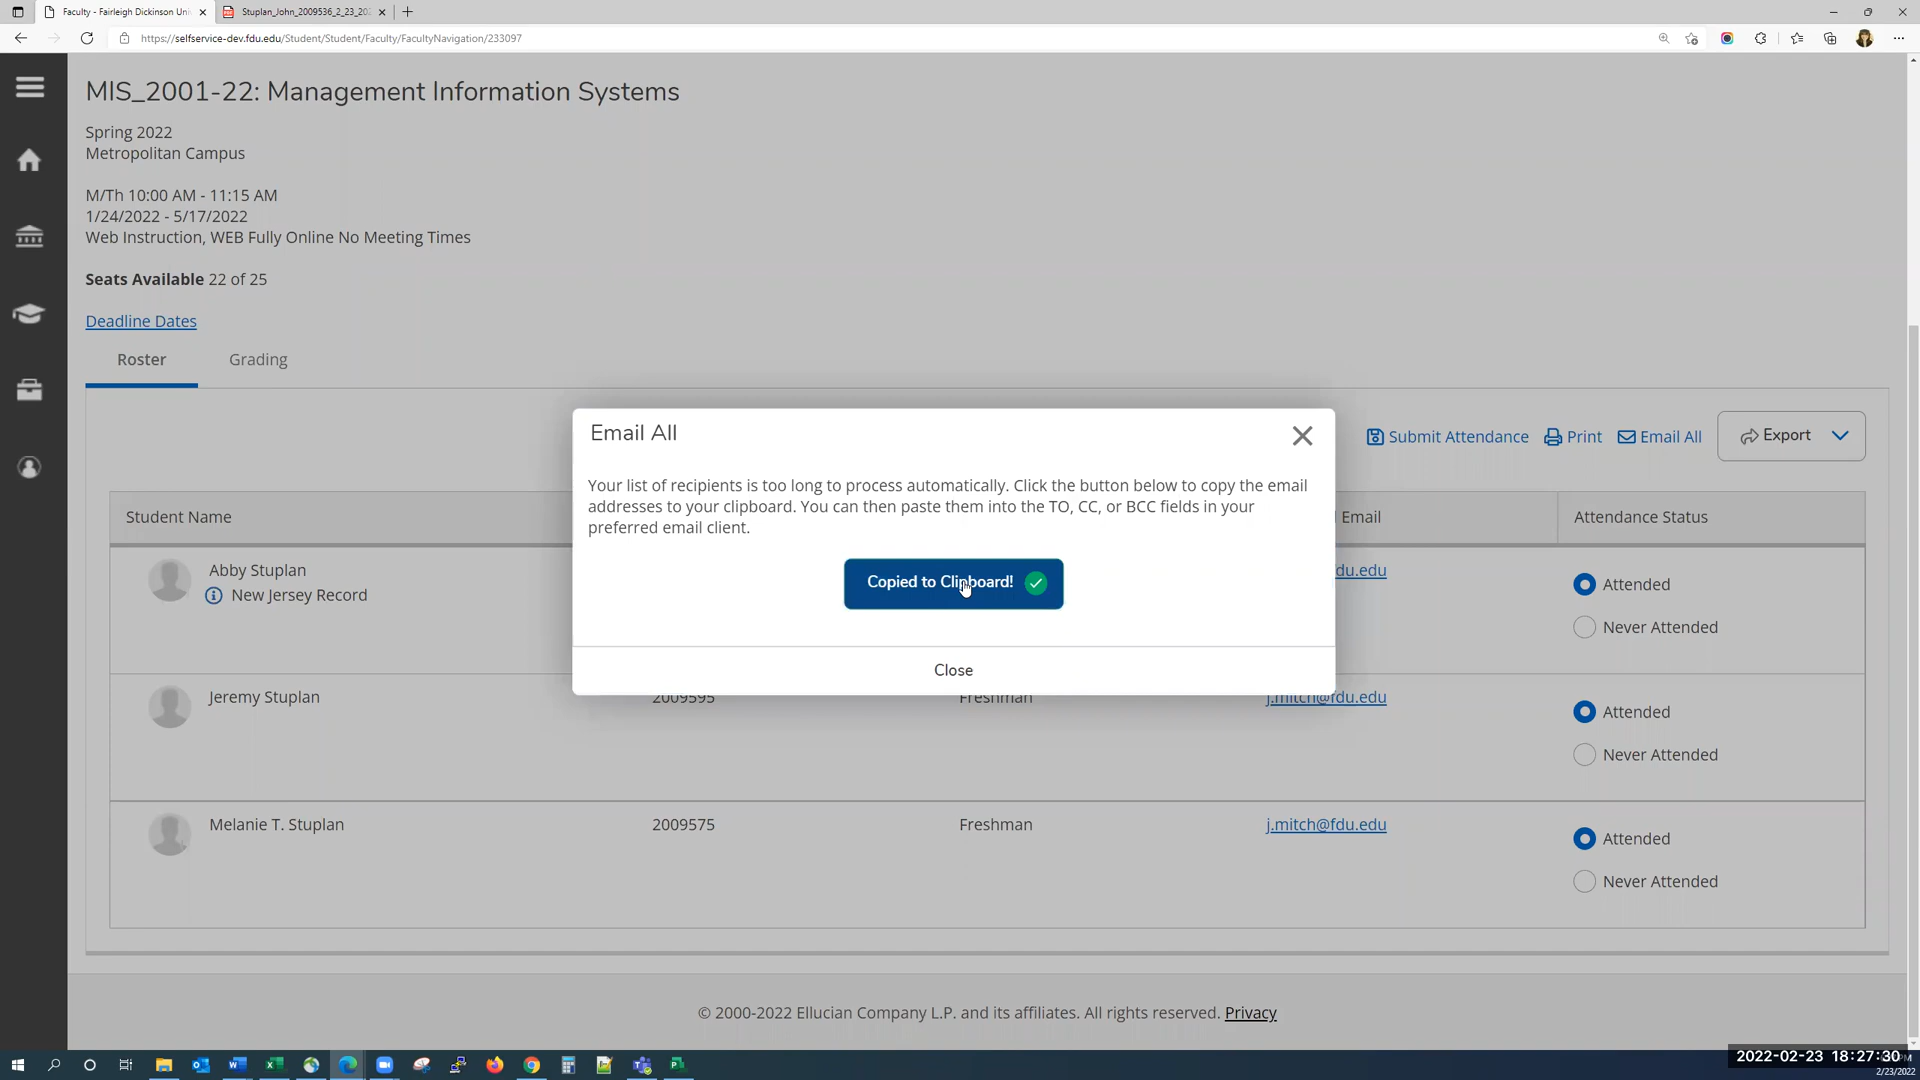 Faculty - Fairleigh Dickinson Uni
Stuplan_John_2009536_2_23_202
https://selfservice-dev.fdu.edu/Student/Student/Faculty/FacultyNavigation/233097
MIS_2001-22: Management Information Systems
Spring 2022
Metropolitan Campus
M/Th 10:00 AM - 11:15 AM
1/24/2022 - 5/17/2022
Web Instruction, WEB Fully Online No Meeting Times
Seats Available 22 of 25
Deadline Dates
Roster Grading
Submit Attendance Print Email All Export
Email All
Your list of recipients is too long to process automatically. Click the button below to copy the email
addresses to your clipboard. You can then paste them into the TO, CC, or BCC fields in your
preferred email client.
Copied to Clipboard!
Close
Student Name Email Attendance Status
Abby Stuplan fdu.edu Attended
New Jersey Record
Never Attended
Jeremy Stuplan 2009595 Freshman j.mitch@fdu.edu Attended
Never Attended
Melanie T. Stuplan 2009575 Freshman j.mitch@fdu.edu Attended
Never Attended
© 2000-2022 Ellucian Company L.P. and its affiliates. All rights reserved. Privacy
2022-02-23 18:27:30
2/23/2022